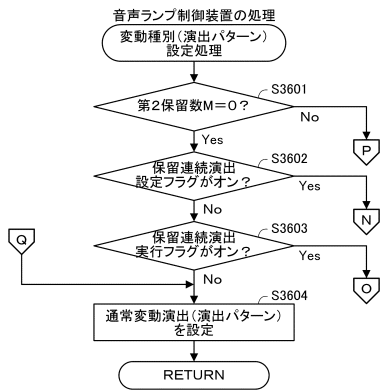 音声ランプ制御装置の処理
変動種別(演出パターン)
設定処理
S3601
第2保留数M=0?
No
P
Yes
S3602
保留連続演出
設定フラグがオン?
Yes
N
No
S3603
Q
保留連続演出
実行フラグがオン?
Yes
O
No
S3604
通常変動演出(演出パターン)
を設定
RETURN